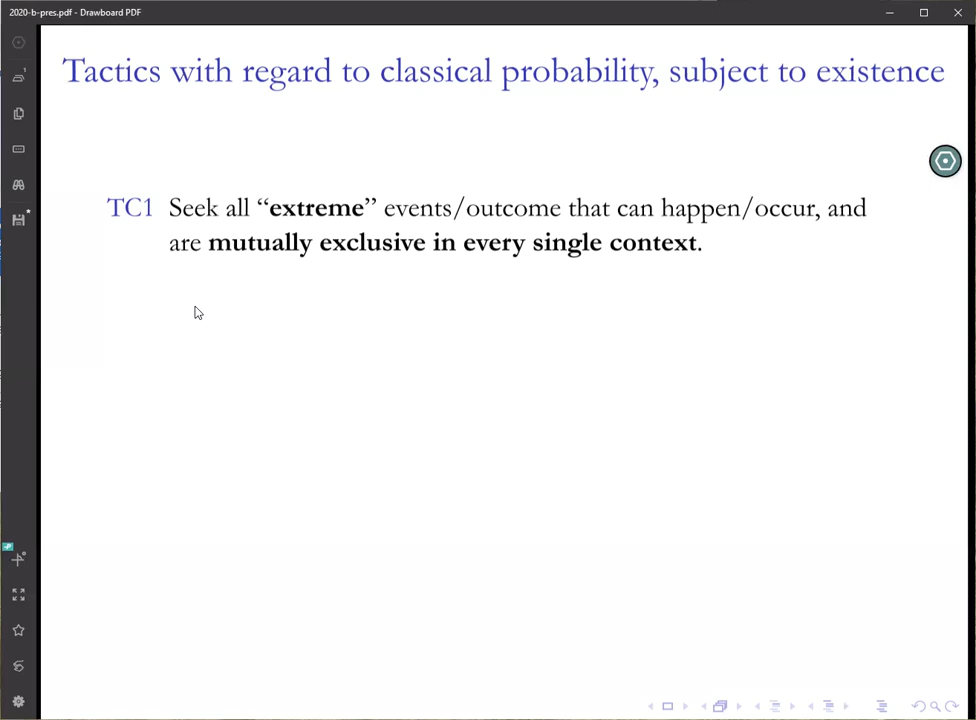 2020-b-pres.pdf - Drawboard PDF
Tactics with regard to classical probability, subject to existence
TC1 Seek all “extreme” events/outcome that can happen/occur, and
are mutually exclusive in every single context.